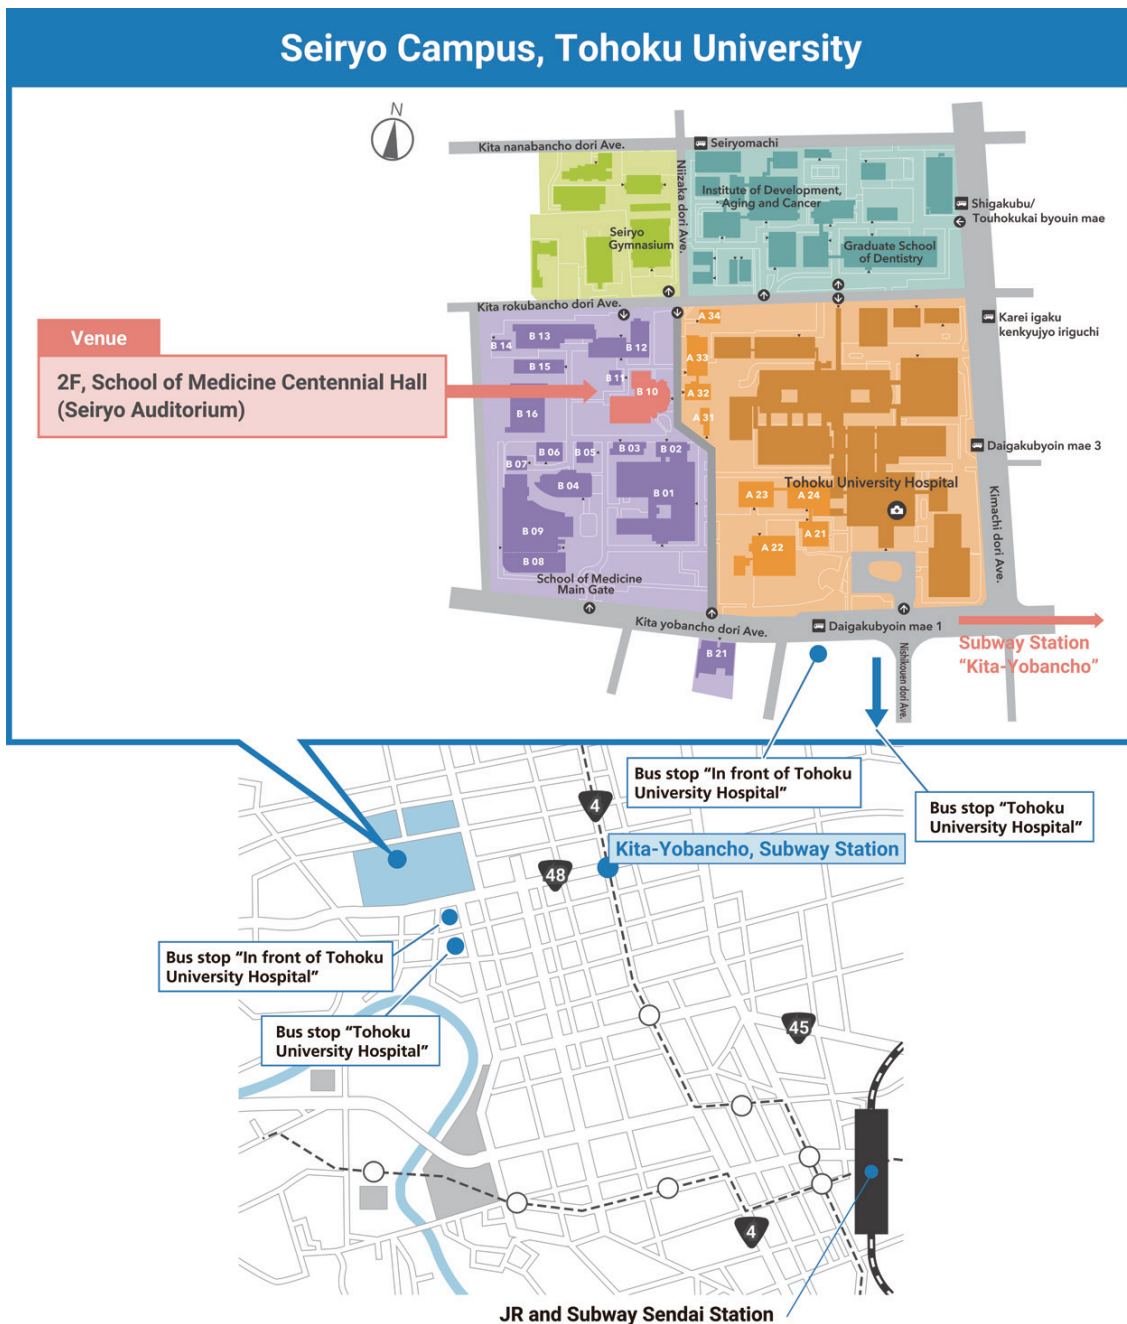 Seiryo Campus, Tohoku University
N
Kita nanabancho dori Ave.
Seiryomachi
Niizaka dori Ave.
Institute of Development,
Aging and Cancer
Shigakubu/
Touhokukai byouin mae
Seiryo
Gymnasium
Graduate School
of Dentistry
Kita rokubancho dori Ave.
Karei igaku
kenkyujyo iriguchi
Venue
2F, School of Medicine Centennial Hall
(Seiryo Auditorium)
A 34
B 13
B 14
B 12
A 33
B 15
B 11
B 10
A 32
B 16
A 31
Daigakubyoin mae 3
B 06
B 05
B 03
B 02
B 07
B 04
B 01
Tohoku University Hospital
A 23
A 24
Kimachi dori Ave.
B 09
A 21
A 22
B 08
School of Medicine
Main Gate
Kita yobancho dori Ave.
Daigakubyoin mae 1
Subway Station
“Kita-Yobancho”
B 21
Nishikouen dori Ave.
Bus stop “In front of Tohoku
University Hospital”
Bus stop “Tohoku
University Hospital”
4
Kita-Yobancho, Subway Station
48
Bus stop “In front of Tohoku
University Hospital”
Bus stop “Tohoku
University Hospital”
45
4
JR and Subway Sendai Station